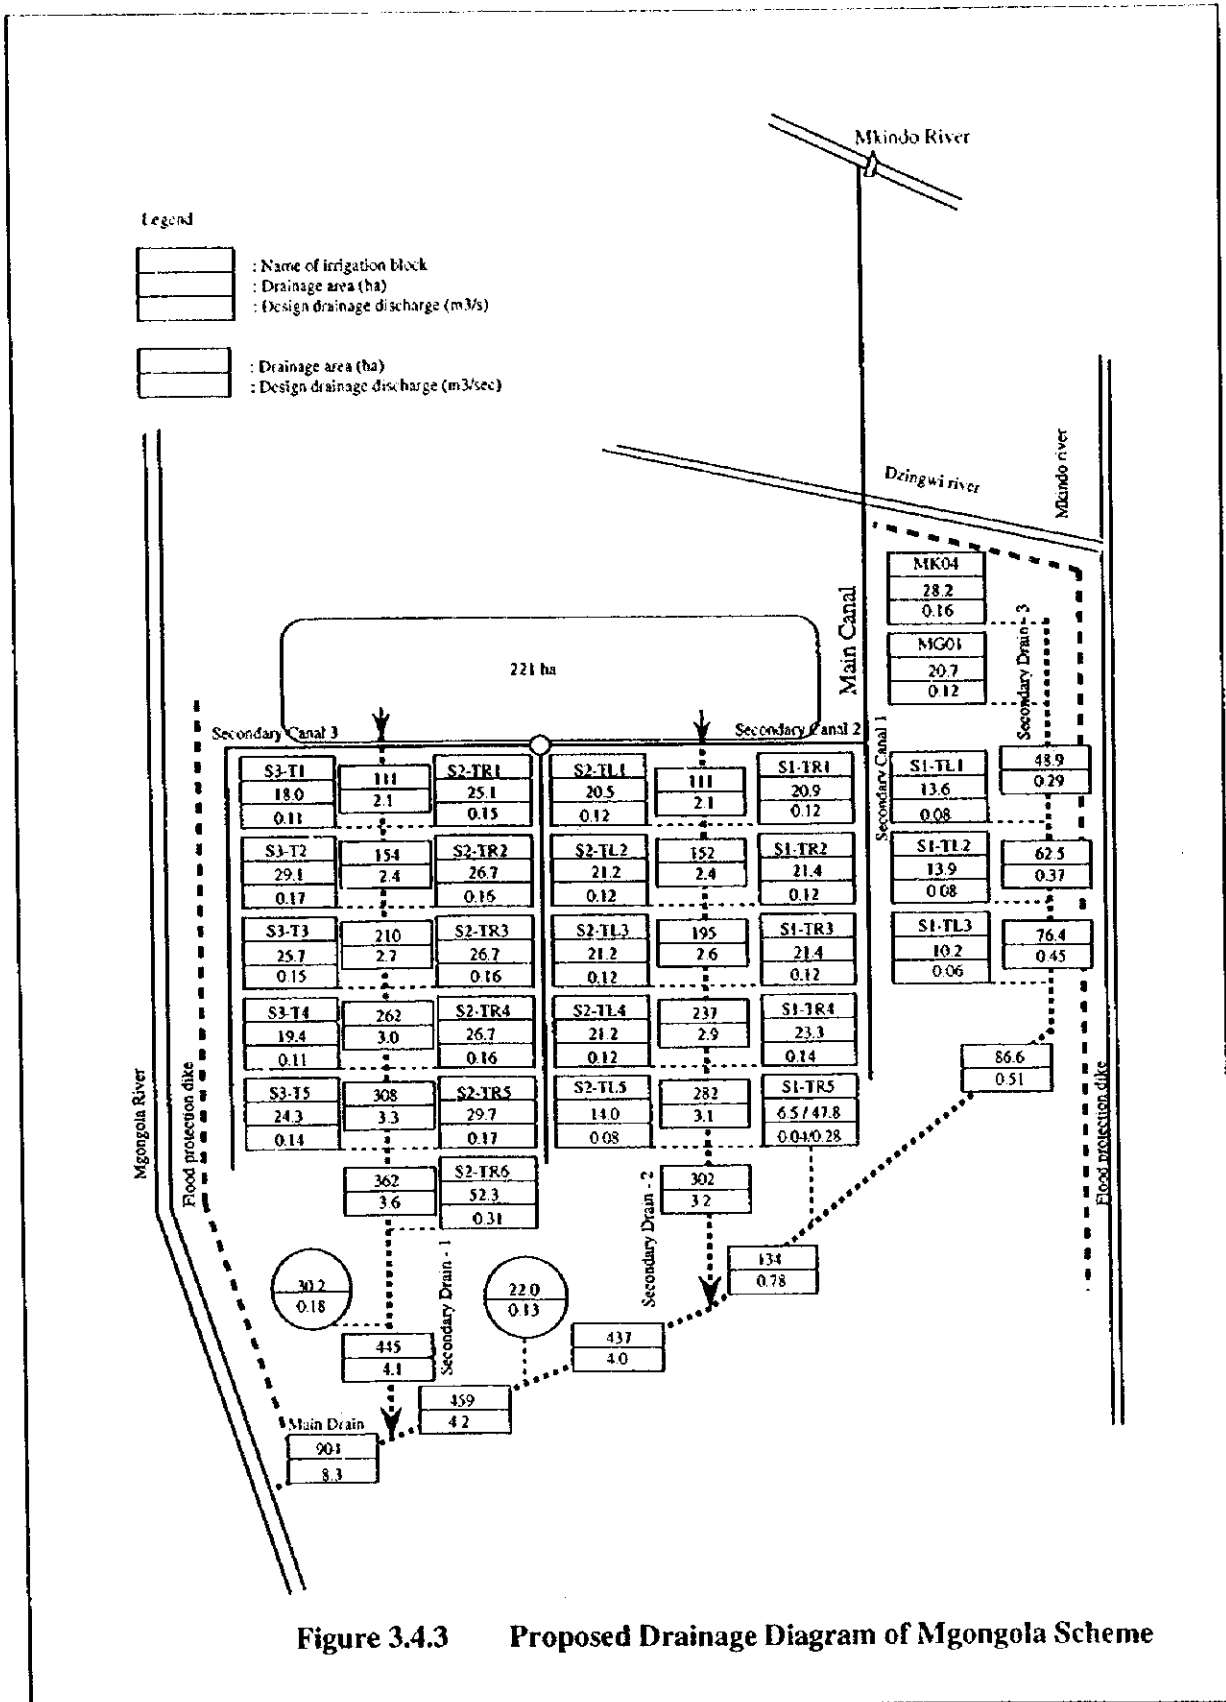 Mkindo River
Legend
: Name of irrigation block
: Drainage area (ha)
: Design drainage discharge (m3/s)
: Drainage area (ha)
: Design drainage discharge (m3/sec)
Dzingwi river
Mkindo river
MK04
28.2
0.16
MG01
20.7
0.12
Main Canal
Secondary Drain - 3
221 ha
Secondary Canal 3
Secondary Canal 2
Secondary Canal 1
S3-T1
18.0
0.11
111
2.1
S2-TR1
25.1
0.15
S2-TL1
20.5
0.12
111
2.1
S1-TR1
20.9
0.12
S1-TL1
13.6
0.08
48.9
0.29
S3-T2
29.1
0.17
154
2.4
S2-TR2
26.7
0.16
S2-TL2
21.2
0.12
152
2.4
S1-TR2
21.4
0.12
S1-TL2
13.9
0.08
62.5
0.37
S3-T3
25.7
0.15
210
2.7
S2-TR3
26.7
0.16
S2-TL3
21.2
0.12
195
2.6
S1-TR3
21.4
0.12
S1-TL3
10.2
0.06
76.4
0.45
S3-T4
19.4
0.11
262
3.0
S2-TR4
26.7
0.16
S2-TL4
21.2
0.12
237
2.9
S1-TR4
23.3
0.14
86.6
0.51
S3-T5
24.3
0.14
308
3.3
S2-TR5
29.7
0.17
S2-TL5
14.0
0.08
282
3.1
S1-TR5
6.5 / 47.8
0.04/0.28
Mgongola River
Flood protection dike
Flood protection dike
362
3.6
S2-TR6
52.3
0.31
302
3.2
Secondary Drain - 1
Secondary Drain - 2
134
0.78
30.2
0.18
22.0
0.13
445
4.1
437
4.0
459
4.2
Main Drain
904
8.3
Figure 3.4.3 Proposed Drainage Diagram of Mgongola Scheme